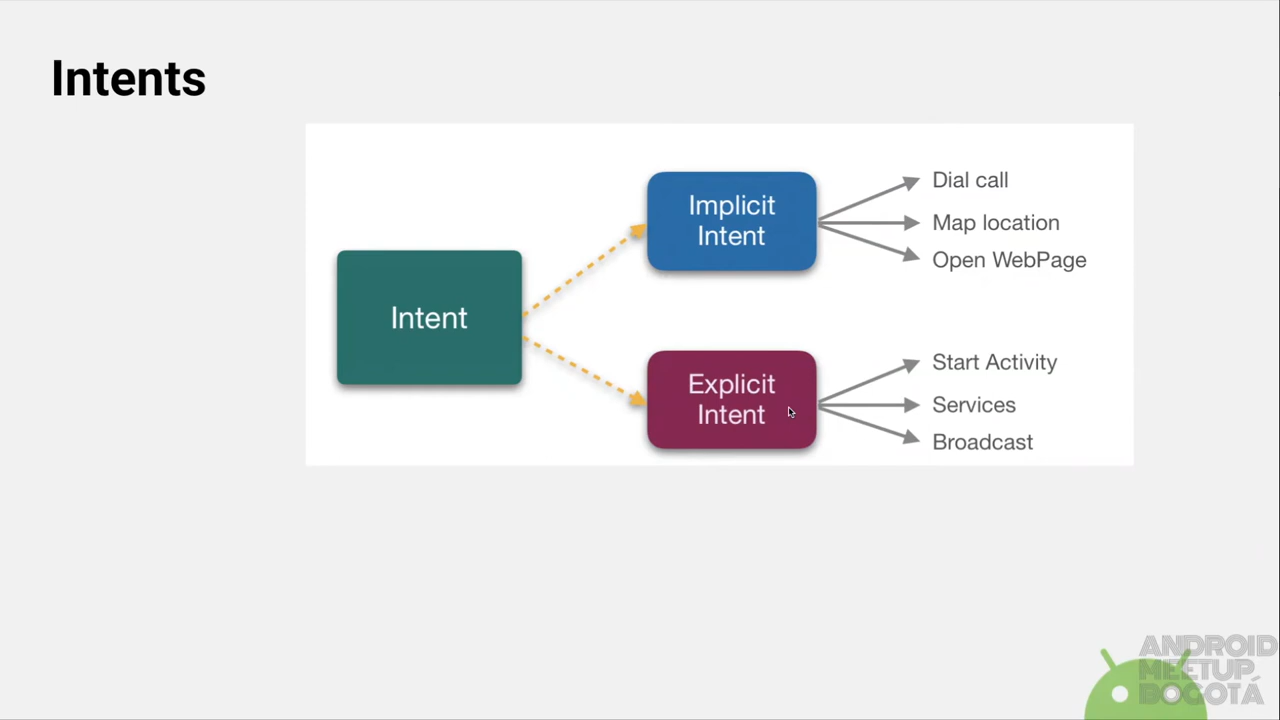 Intents
Intent
Implicit
Intent
Dial call
Map location
Open WebPage
Explicit
Intent
Start Activity
Services
Broadcast
ANDROID
MEETUP
BOGOTÁ